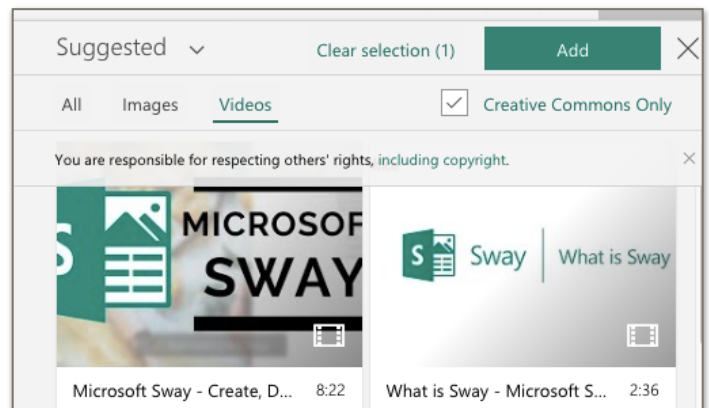 Suggested
Clear selection (1)
Add
All Images Videos
Creative Commons Only
You are responsible for respecting others' rights, including copyright.
S MICROSOF
SWAY
S Sway What is Sway
Microsoft Sway - Create, D... 8:22
What is Sway - Microsoft S... 2:36